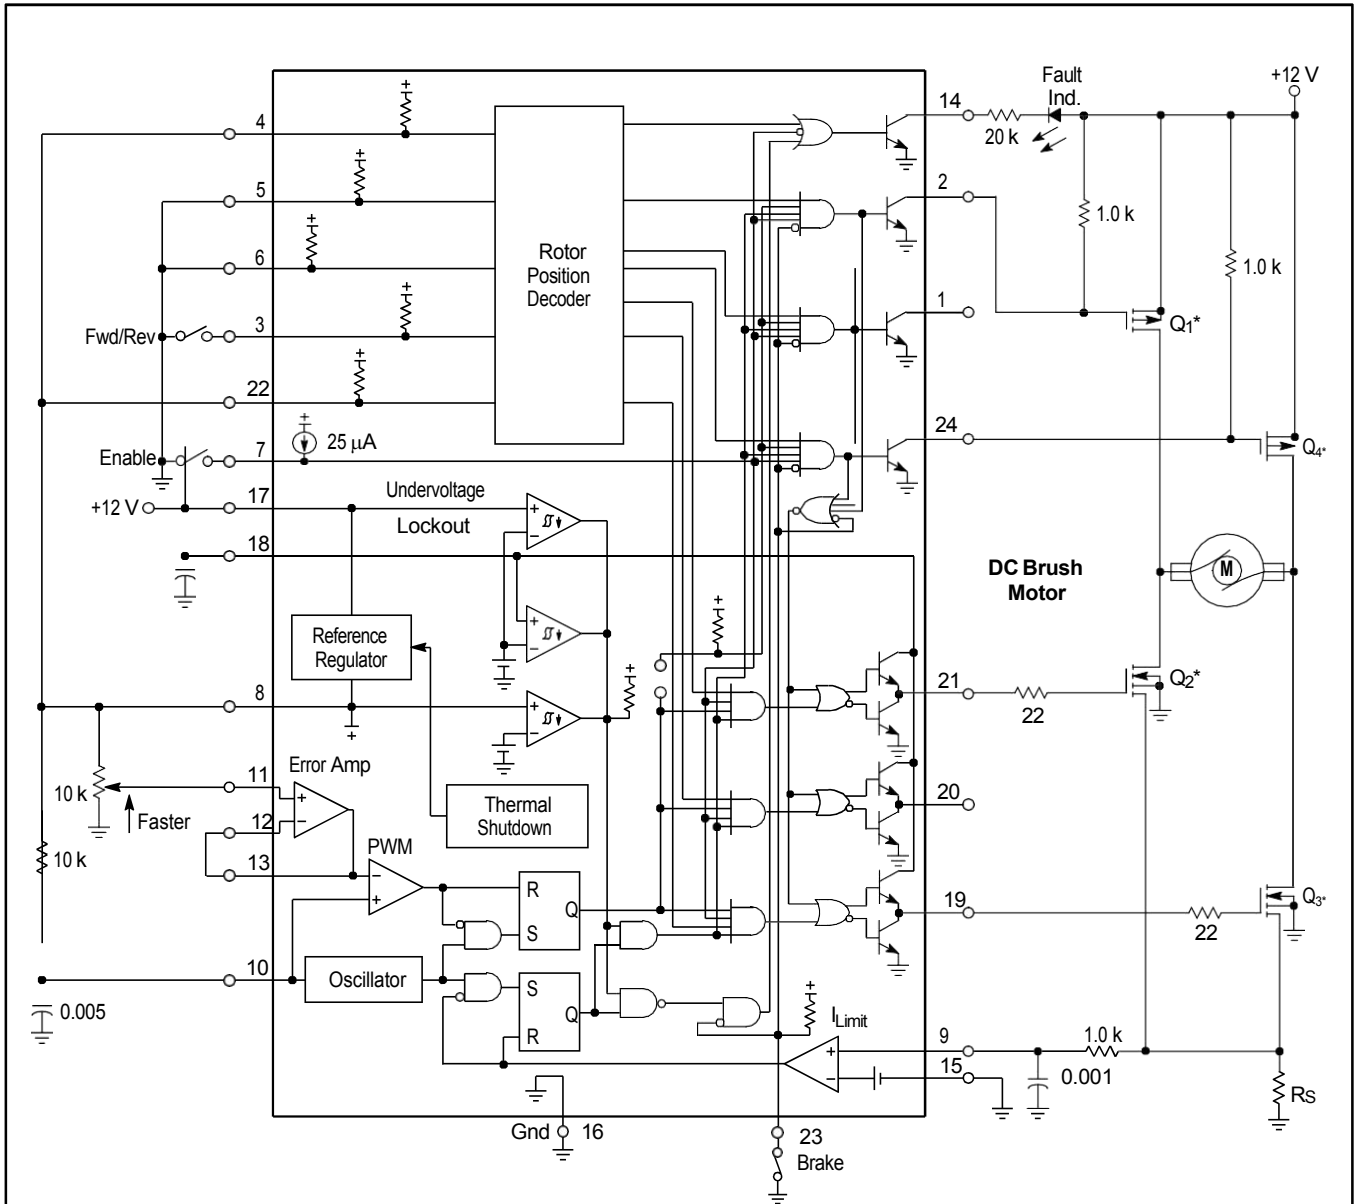 Fault
Ind.
+12 V
4
14
20 k
5
2
1.0 k
6
Rotor
Position
Decoder
1.0 k
Fwd/Rev
3
1
Q1*
22
24
Enable
7
25 µA
Q4*
+12 V
17
Undervoltage
Lockout
18
DC Brush
Motor
M
Reference
Regulator
8
21
22
Q2*
11
Error Amp
10 k
Faster
12
Thermal
Shutdown
20
13
10 k
PWM
R
Q
S
19
22
Q3*
10
Oscillator
S
Q
R
0.005
ILimit
9
1.0 k
15
0.001
RS
Gnd
16
23
Brake